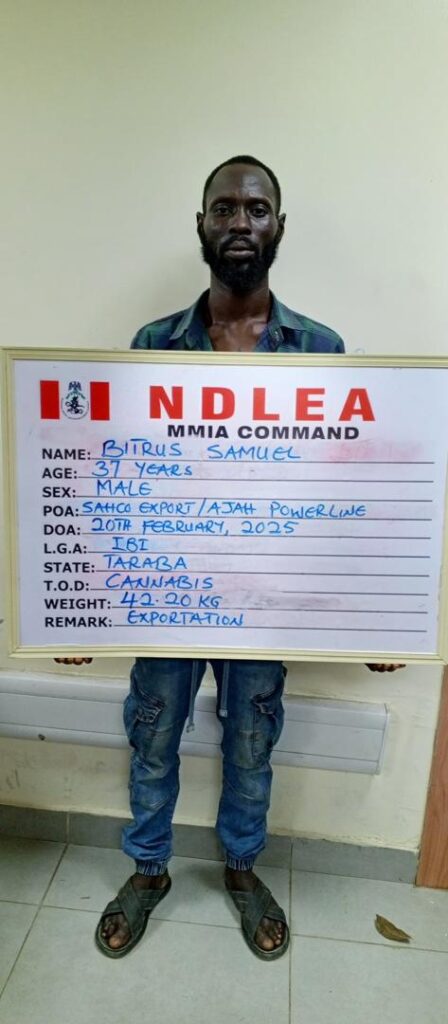 NDLEA
MMIA COMMAND
NAME: BITRUS SAMUEL
AGE: 37 YEARS
SEX: MALE
POA: SAHCO EXPORT/AJAH POWERLINE
DOA: 20TH FEBRUARY, 2025
L.G.A: IBI
STATE: TARABA
T.O.D: CANNABIS
WEIGHT: 42.20 KG
REMARK: EXPORTATION